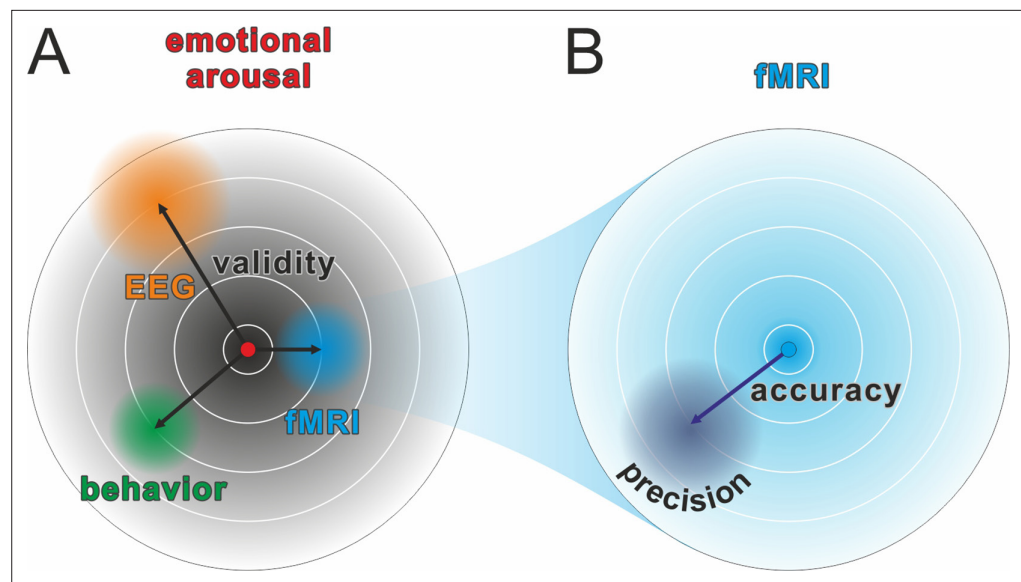 A
emotional
arousal
validity
EEG
fMRI
behavior
B
fMRI
accuracy
precision